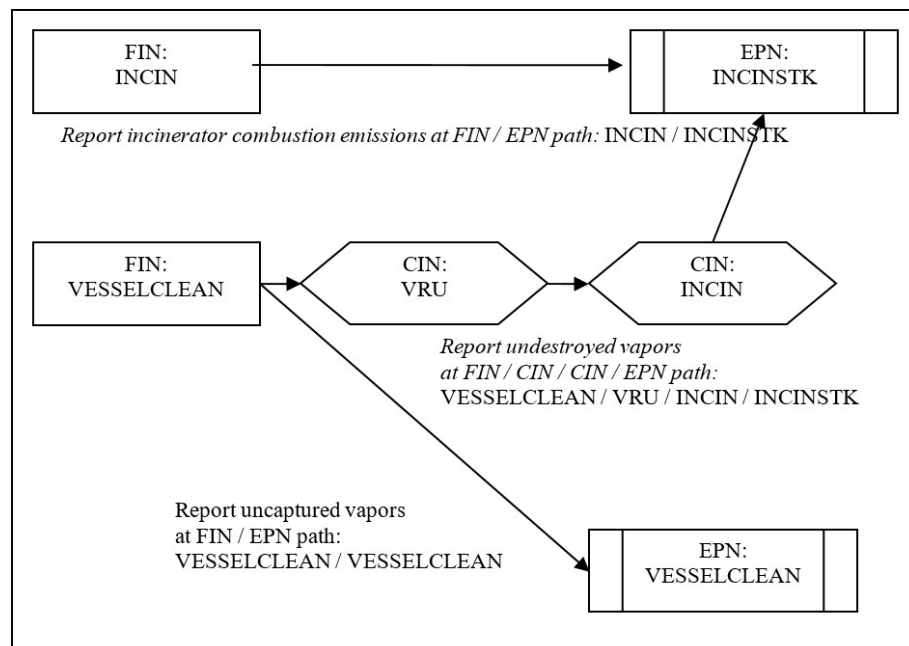 FIN:
INCIN
EPN:
INCINSTK
Report incinerator combustion emissions at FIN / EPN path: INCIN / INCINSTK
FIN:
VESSELCLEAN
CIN:
VRU
CIN:
INCIN
Report undestroyed vapors
at FIN / CIN / CIN / EPN path:
VESSELCLEAN / VRU / INCIN / INCINSTK
Report uncaptured vapors
at FIN / EPN path:
VESSELCLEAN / VESSELCLEAN
EPN:
VESSELCLEAN